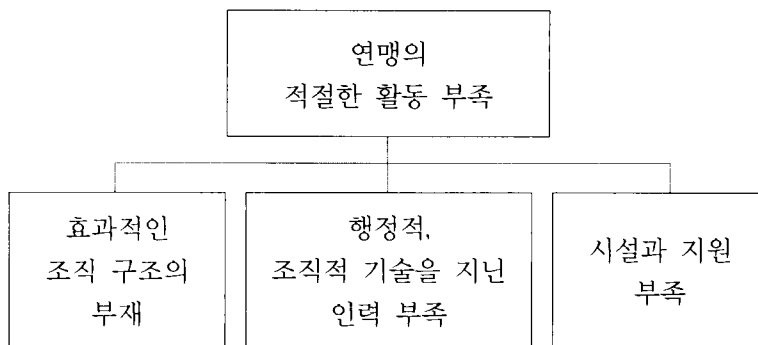 연맹의
적절한 활동 부족
효과적인
조직 구조의
부재
행정적,
조직적 기술을 지닌
인력 부족
시설과 지원
부족